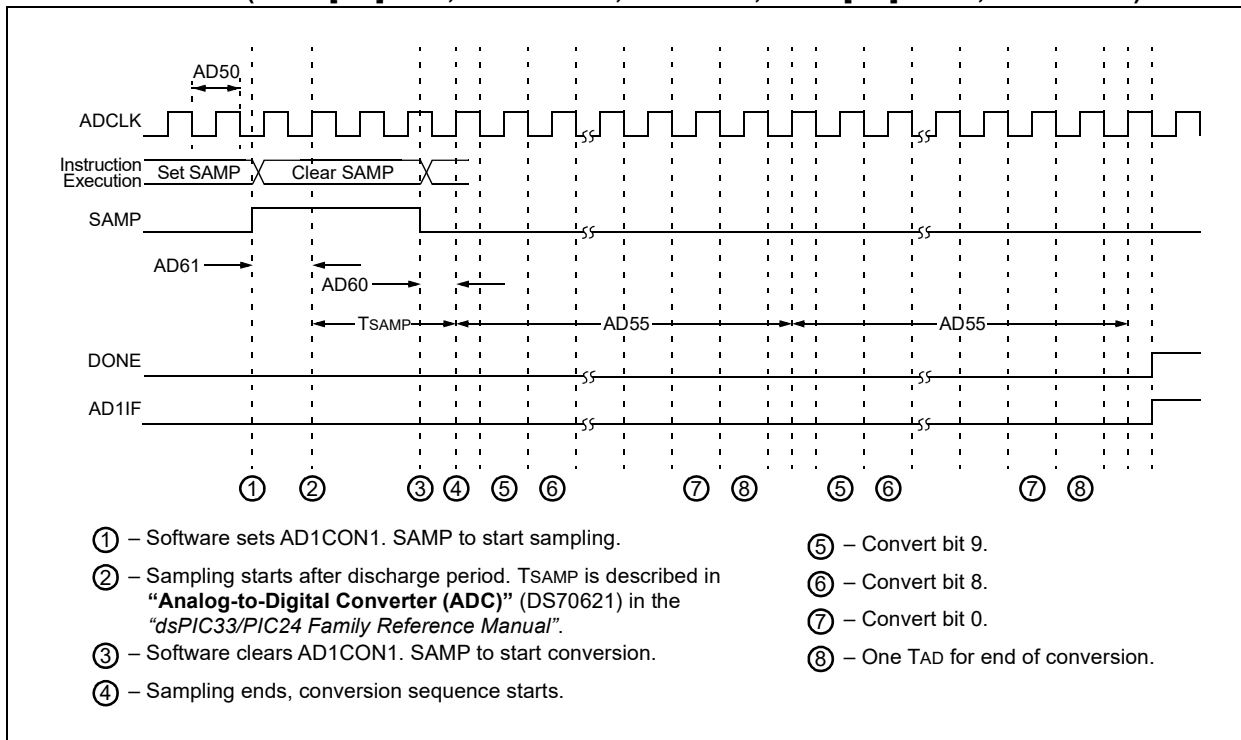 AD50
ADCLK
Instruction
Execution
Set SAMP
Clear SAMP
SAMP
AD61
AD60
TSAMP
AD55
AD55
DONE
AD1IF
1 2 3 4 5 6 7 8 5 6 7 8
1 – Software sets AD1CON1. SAMP to start sampling.
2 – Sampling starts after discharge period. TSAMP is described in
“Analog-to-Digital Converter (ADC)” (DS70621) in the
“dsPIC33/PIC24 Family Reference Manual”.
3 – Software clears AD1CON1. SAMP to start conversion.
4 – Sampling ends, conversion sequence starts.
5 – Convert bit 9.
6 – Convert bit 8.
7 – Convert bit 0.
8 – One TAD for end of conversion.